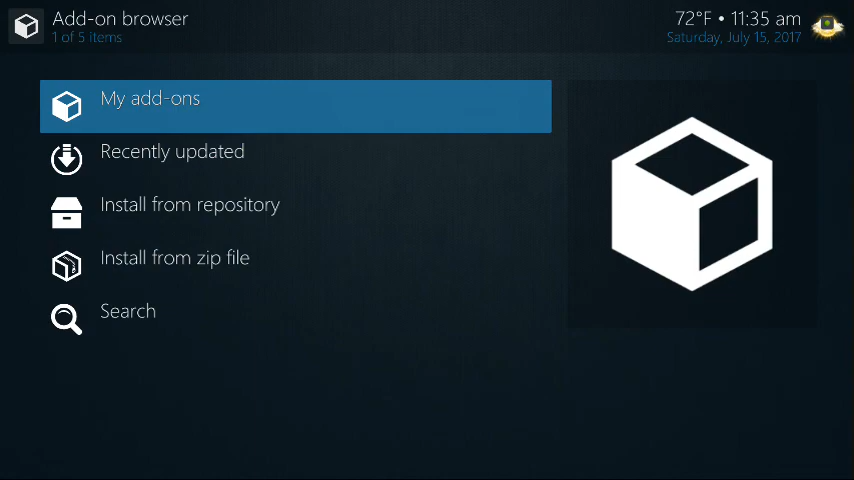 Add-on browser
1 of 5 items
72°F • 11:35 am
Saturday, July 15, 2017
My add-ons
Recently updated
Install from repository
Install from zip file
Search